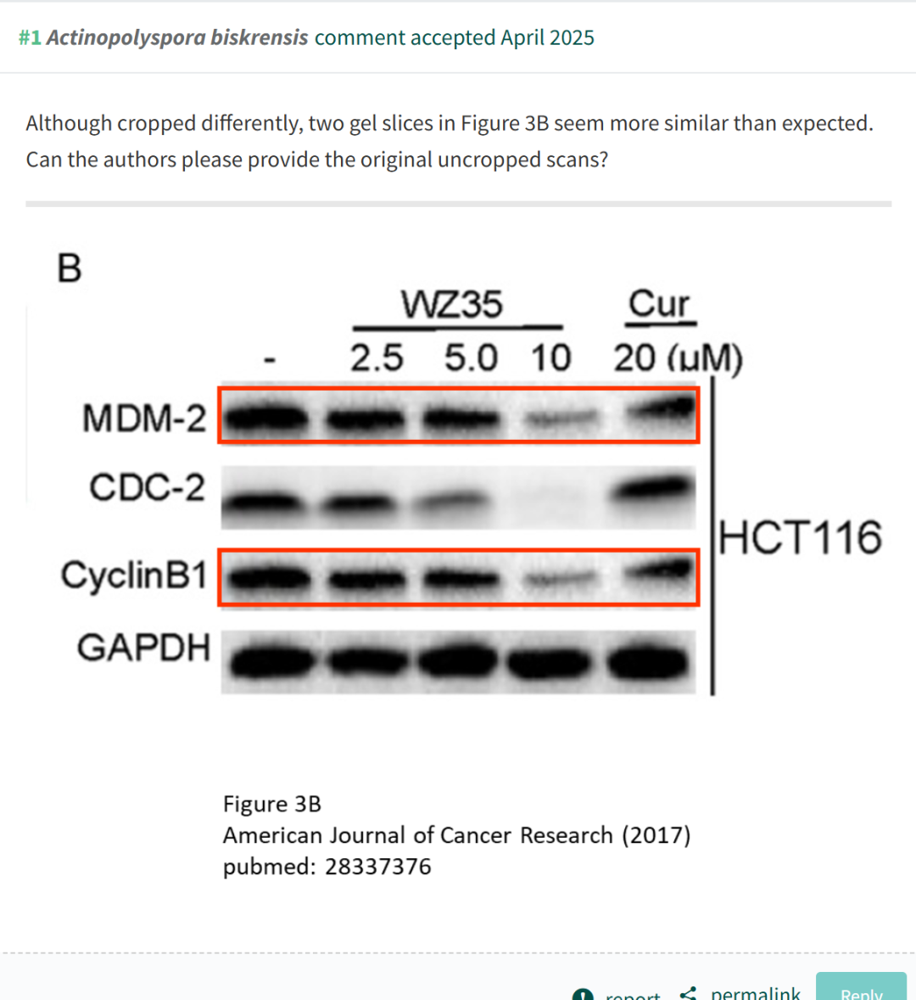 #1 Actinopolyspora biskrensis comment accepted April 2025
Although cropped differently, two gel slices in Figure 3B seem more similar than expected.
Can the authors please provide the original uncropped scans?
B
WZ35 Cur
- 2.5 5.0 10 20 (uM)
MDM-2
CDC-2
HCT116
CyclinB1
GAPDH
Figure 3B
American Journal of Cancer Research (2017)
pubmed: 28337376
report permalink Reply